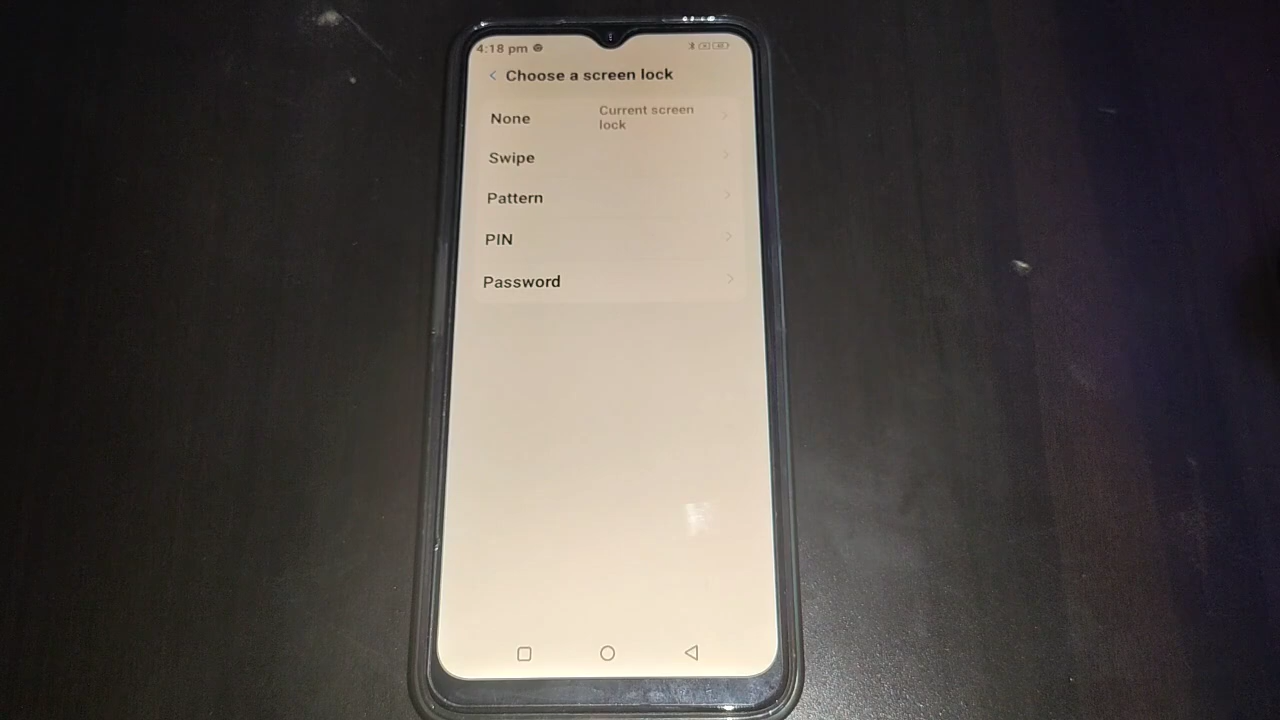 4:18 pm
Choose a screen lock
None
Current screen
lock
Swipe
Pattern
PIN
Password